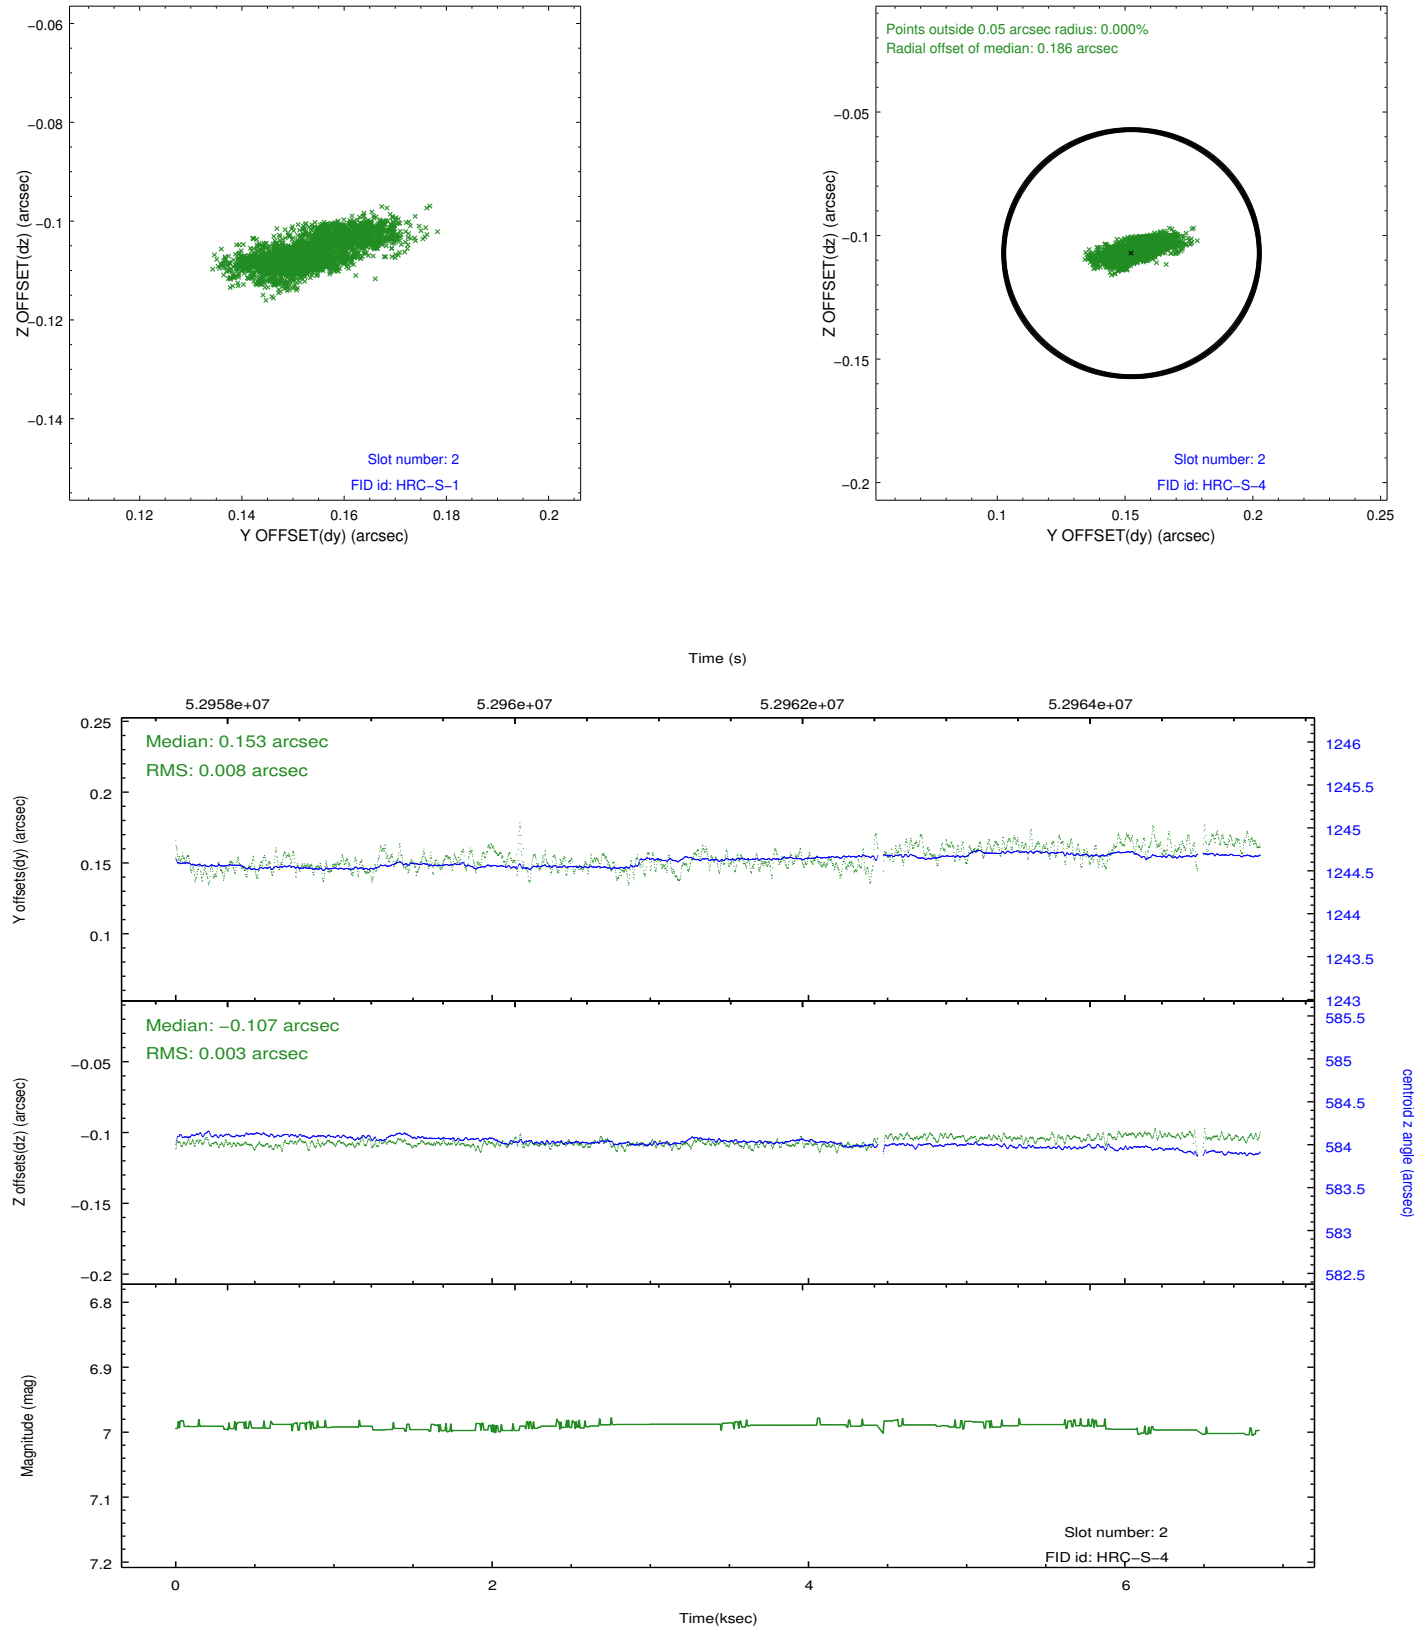 −0.06
−0.08
−0.1
−0.12
−0.14
Z OFFSET(dz) (arcsec)
Slot number: 2
FID id: HRC−S−1
0.12
0.14
0.16
0.18
0.2
Y OFFSET(dy) (arcsec)
Points outside 0.05 arcsec radius: 0.000%
Radial offset of median: 0.186 arcsec
−0.05
−0.1
−0.15
−0.2
Z OFFSET(dz) (arcsec)
Slot number: 2
FID id: HRC−S−4
0.1
0.15
0.2
0.25
Y OFFSET(dy) (arcsec)
Time (s)
5.2958e+07
5.296e+07
5.2962e+07
5.2964e+07
Median: 0.153 arcsec
RMS: 0.008 arcsec
0.25
0.2
0.15
0.1
Y offsets(dy) (arcsec)
1246
1245.5
1245
1244.5
1244
1243.5
1243
Median: −0.107 arcsec
RMS: 0.003 arcsec
−0.05
−0.1
−0.15
−0.2
Z offsets(dz) (arcsec)
585.5
585
584.5
584
583.5
583
582.5
centroid z angle (arcsec)
6.8
6.9
7
7.1
7.2
Magnitude (mag)
Slot number: 2
FID id: HRC−S−4
0
2
4
6
Time(ksec)